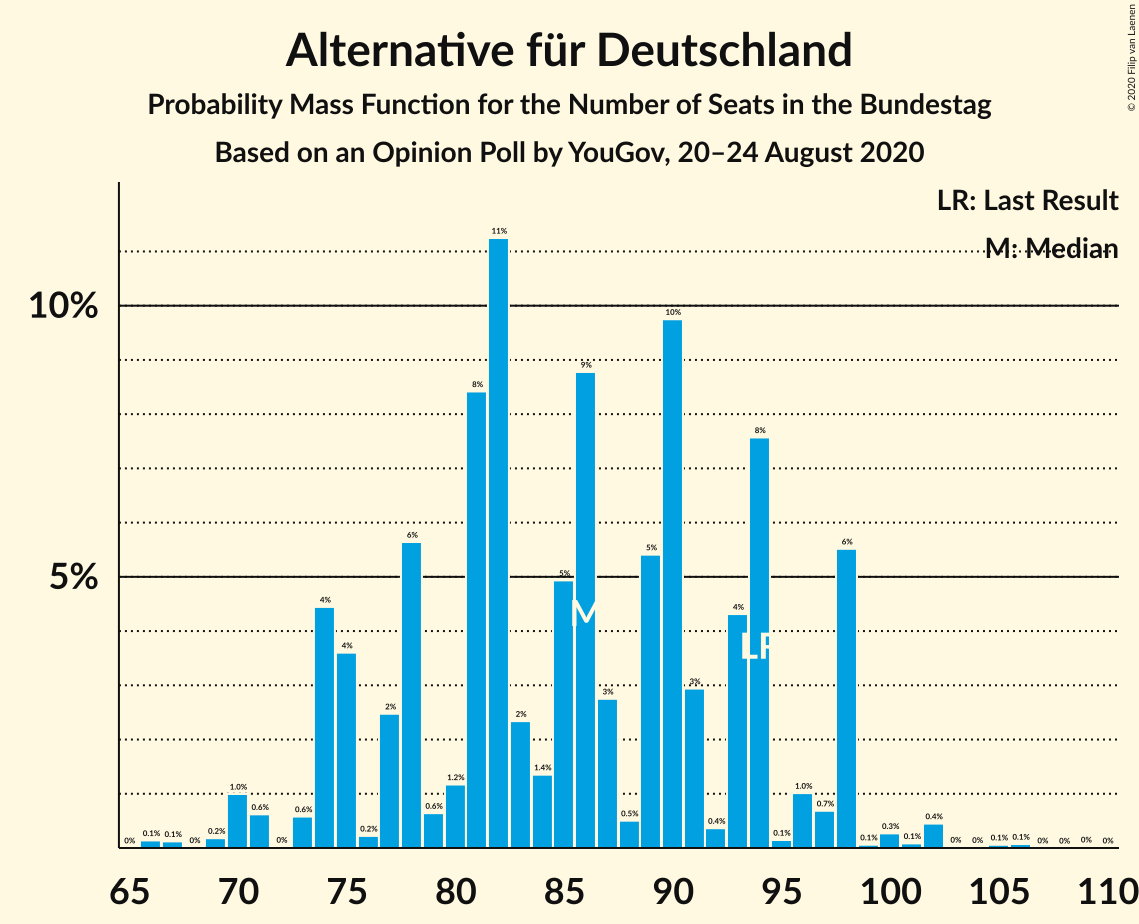 Alternative für Deutschland
Probability Mass Function for the Number of Seats in the Bundestag
Based on an Opinion Poll by YouGov, 20–24 August 2020
© 2020 Filip van Laenen
LR: Last Result
M: Median
10%
5%
0% 0.1% 0.1% 0% 0.2% 1.0% 0.6% 0% 0.6% 4% 4% 0.2% 2% 6% 0.6% 1.2% 8% 11% 2% 1.4% 5% 9% 3% 0.5% 5% 10% 3% 0.4% 4% 8% 0.1% 1.0% 0.7% 6% 0.1% 0.3% 0.1% 0.4% 0% 0% 0.1% 0.1% 0% 0% 0% 0%
M
LR
65 70 75 80 85 90 95 100 105 110